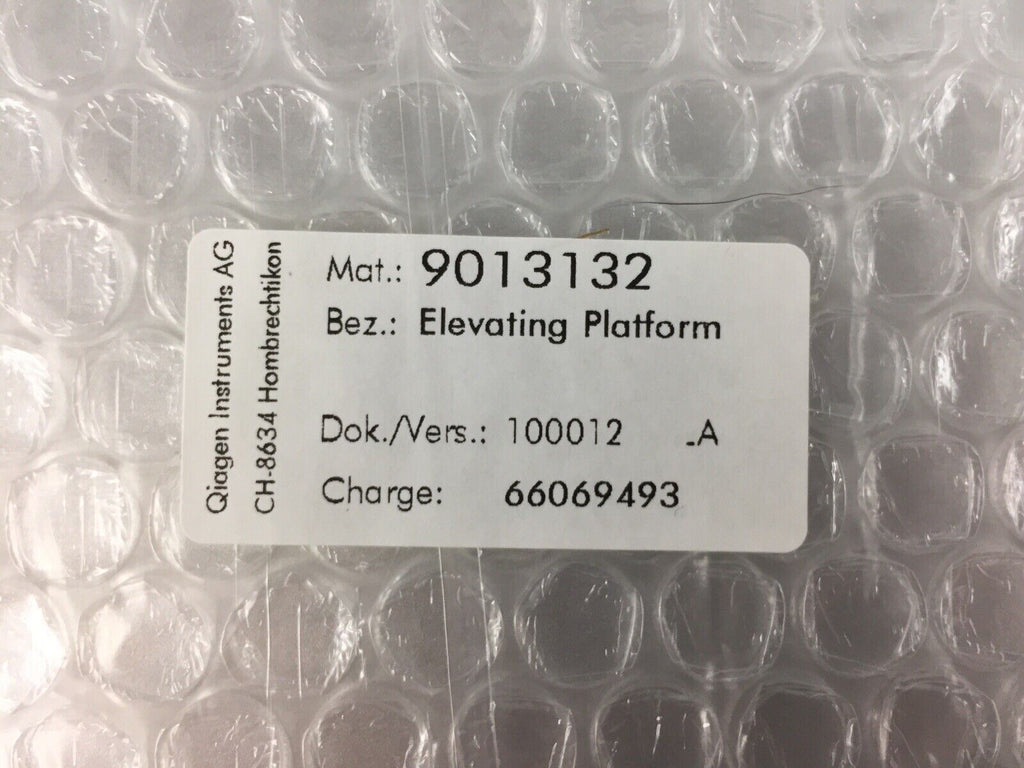 Qiagen Instruments AG
CH-8634 Hombrechtikon
Mat.: 9013132
Bez.: Elevating Platform
Dok./Vers.: 100012 -A
Charge: 66069493